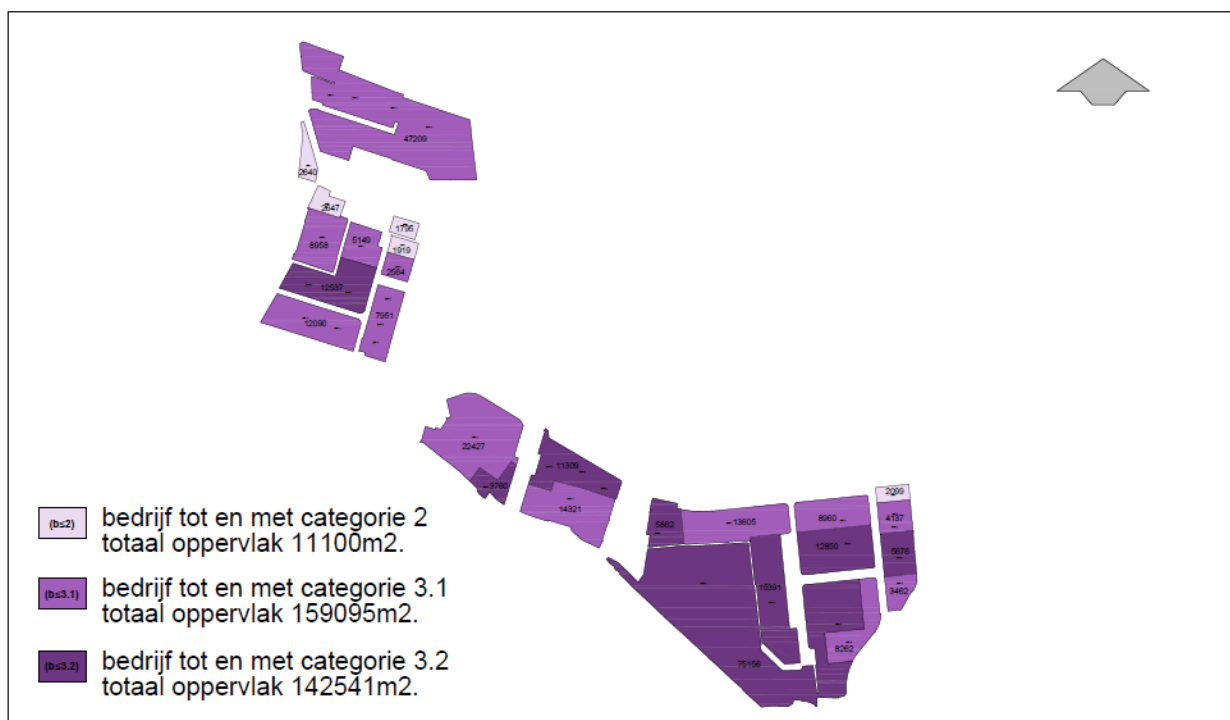 47209
2640
2647
1796
8958
5149
1919
2564
12537
7951
12090
22427
3760
11309
14321
2099
5862
13605
8960
4137
12850
5676
15391
3462
8262
75156
(b≤2)
bedrijf tot en met categorie 2
totaal oppervlak 11100m2.
(b≤3.1)
bedrijf tot en met categorie 3.1
totaal oppervlak 159095m2.
(b≤3.2)
bedrijf tot en met categorie 3.2
totaal oppervlak 142541m2.